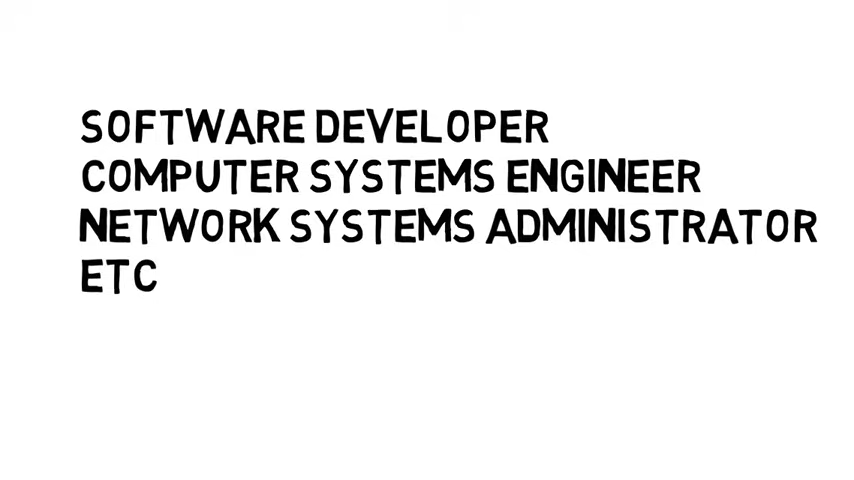 SOFTWARE DEVELOPER
COMPUTER SYSTEMS ENGINEER
NETWORK SYSTEMS ADMINISTRATOR
ETC